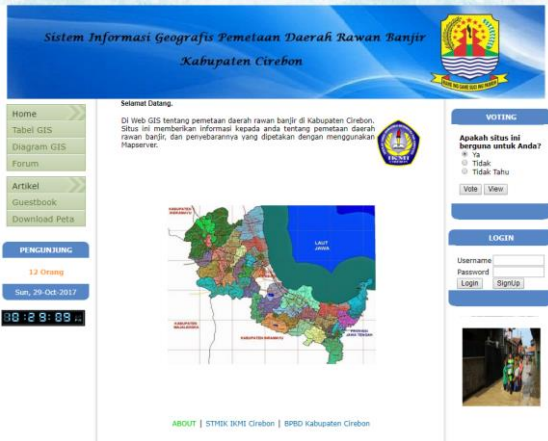 Sistem Informasi Geografis Pemetaan Daerah Rawan Banjir
Kabupaten Cirebon
Home
Tabel GIS
Diagram GIS
Forum
Artikel
Guestbook
Download Peta
PENGUNJUNG
12 Orang
Sun, 29-Oct-2017
Selamat Datang.
Di Web GIS tentang pemetaan daerah rawan banjir di Kabupaten Cirebon.
Situs ini memberikan informasi kepada anda tentang pemetaan daerah
rawan banjir, dan penyebarannya yang dipetakan dengan menggunakan
Mapserver.
IKMI
KABUPATEN
INDRAMAYU
LAUT
JAWA
KABUPATEN
MAJALENGKA
KABUPATEN KUNINGAN
PROVINSI
JAWA TENGAH
ABOUT | STMIK IKMI Cirebon | BPBD Kabupaten Cirebon
VOTING
Apakah situs ini
berguna untuk Anda?
Ya
Tidak
Tidak Tahu
Vote View
LOGIN
Username
Password
Login SignUp